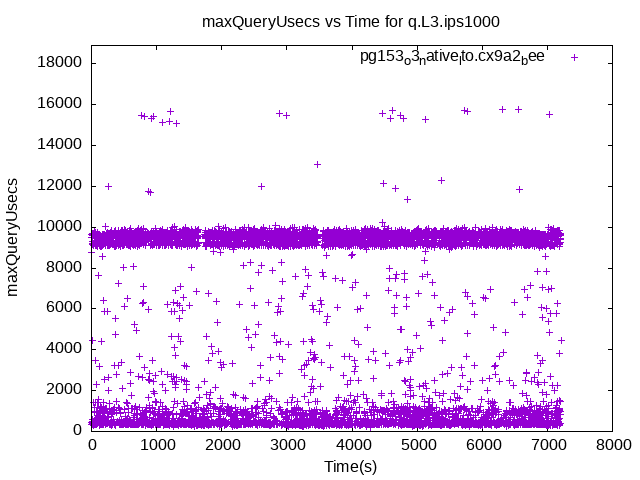 maxQueryUsecs vs Time for q.L3.ips1000
pg153_o3_native_lto.cx9a2_bee
18000
16000
14000
12000
10000
8000
6000
4000
2000
0
maxQueryUsecs
0 1000 2000 3000 4000 5000 6000 7000 8000
Time(s)